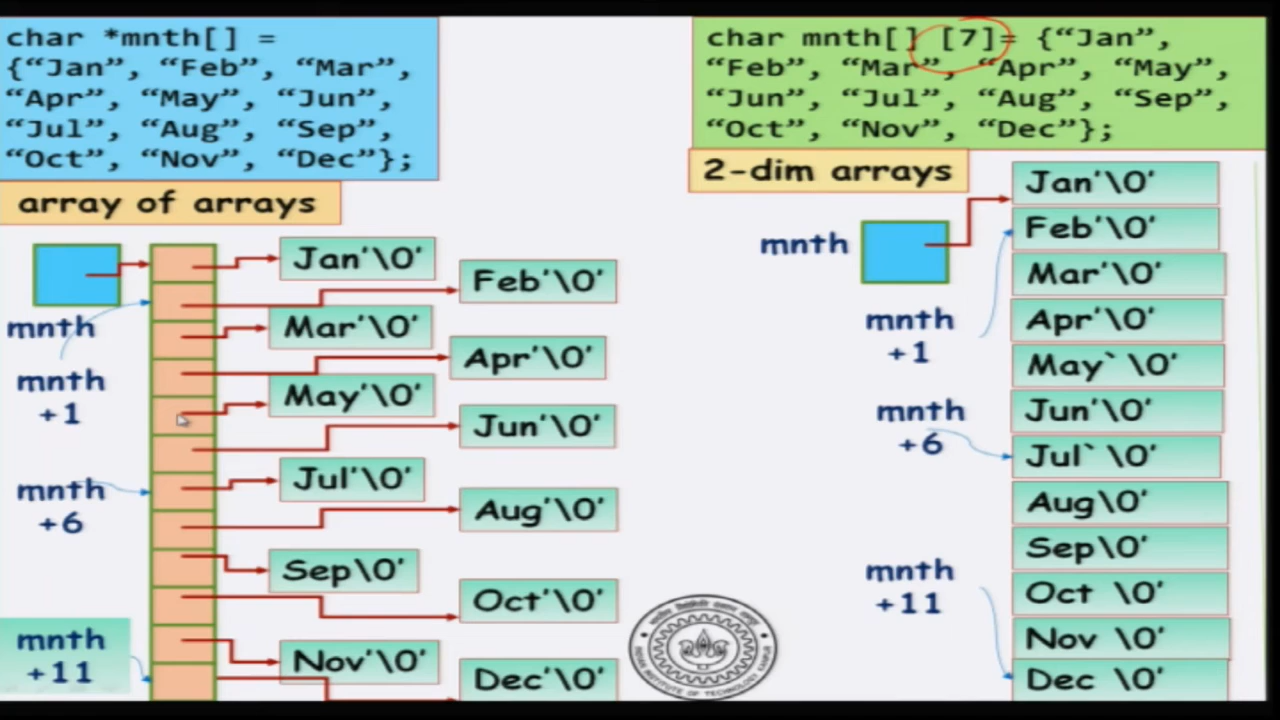 char *mnth[] =
{“Jan”, “Feb”, “Mar”,
“Apr”, “May”, “Jun”,
“Jul”, “Aug”, “Sep”,
“Oct”, “Nov”, “Dec”};
array of arrays
mnth
mnth
+1
mnth
+6
mnth
+11
Jan'\0'
Feb'\0'
Mar'\0'
Apr'\0'
May'\0'
Jun'\0'
Jul'\0'
Aug'\0'
Sep\0'
Oct'\0'
Nov'\0'
Dec'\0'
char mnth[] [7]= {“Jan”,
“Feb”, “Mar”, “Apr”, “May”,
“Jun”, “Jul”, “Aug”, “Sep”,
“Oct”, “Nov”, “Dec”};
2-dim arrays
mnth
mnth
+1
mnth
+6
mnth
+11
Jan'\0'
Feb'\0'
Mar'\0'
Apr'\0'
May`\0'
Jun'\0'
Jul`\0'
Aug\0'
Sep\0'
Oct \0'
Nov \0'
Dec \0'
INSTITUTE OF TECHNOLOGY